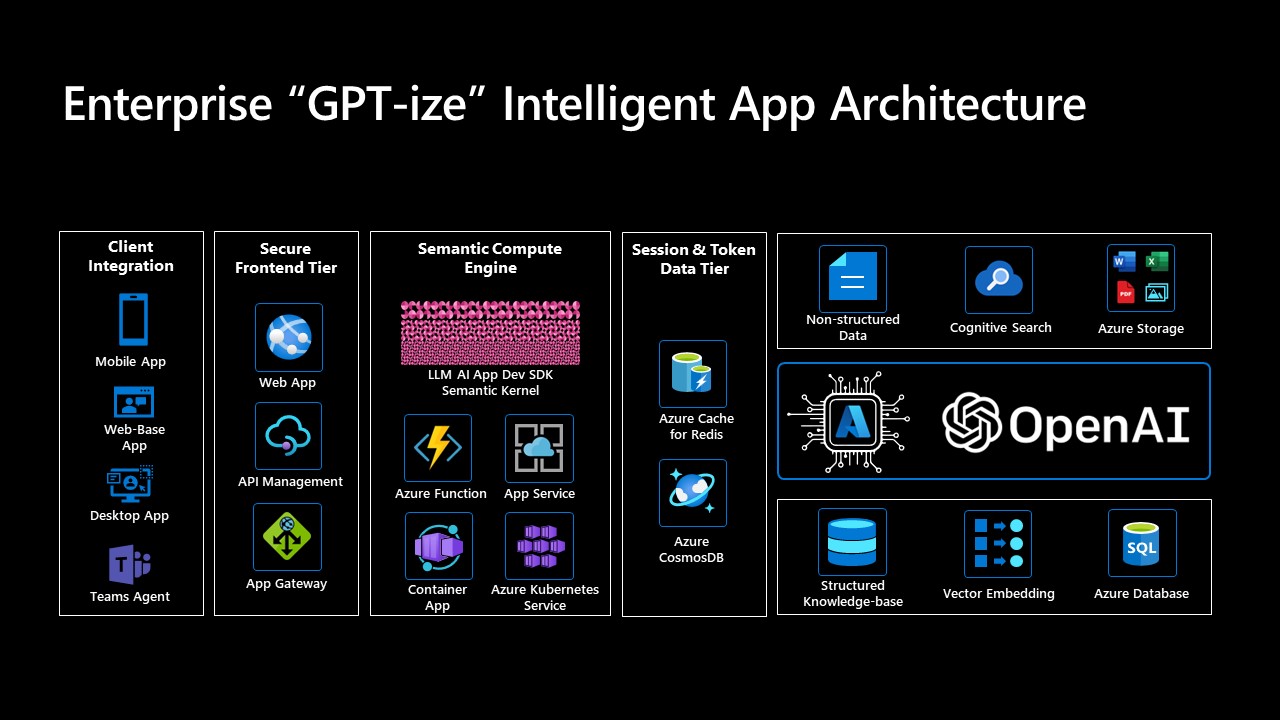 Enterprise “GPT-ize” Intelligent App Architecture
Client
Integration
Mobile App
Web-Base
App
Desktop App
T
Teams Agent
Secure
Frontend Tier
Web App
API Management
App Gateway
Semantic Compute
Engine
LLM AI App Dev SDK
Semantic Kernel
Azure Function
App Service
Container
App
Azure Kubernetes
Service
Session & Token
Data Tier
Azure Cache
for Redis
Azure
CosmosDB
Non-structured
Data
Cognitive Search
W
X
PDF
Azure Storage
OpenAI
Structured
Knowledge-base
Vector Embedding
SQL
Azure Database